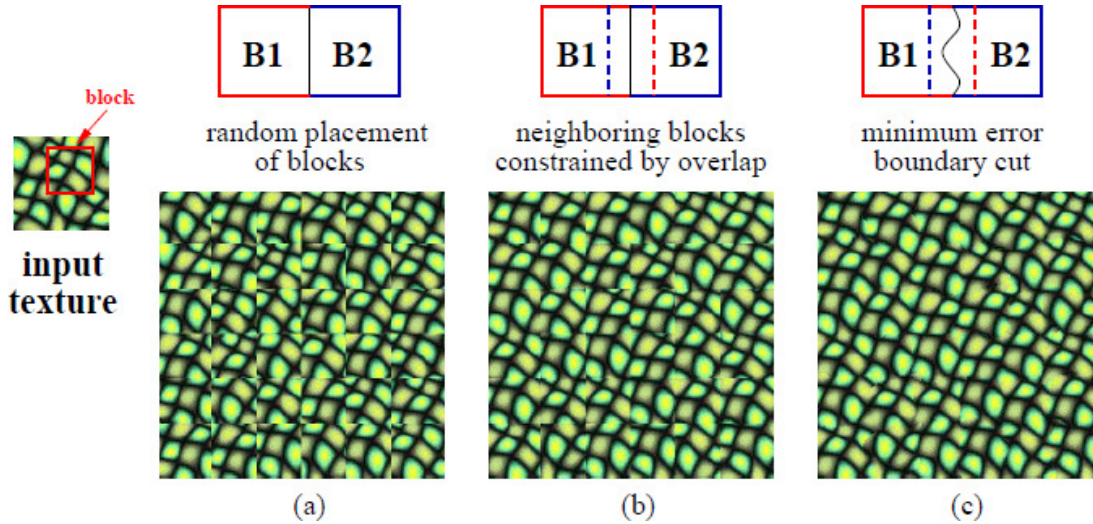 B1 B2
B1 B2
B1 B2
block
input
texture
random placement
of blocks
neighboring blocks
constrained by overlap
minimum error
boundary cut
(a)
(b)
(c)